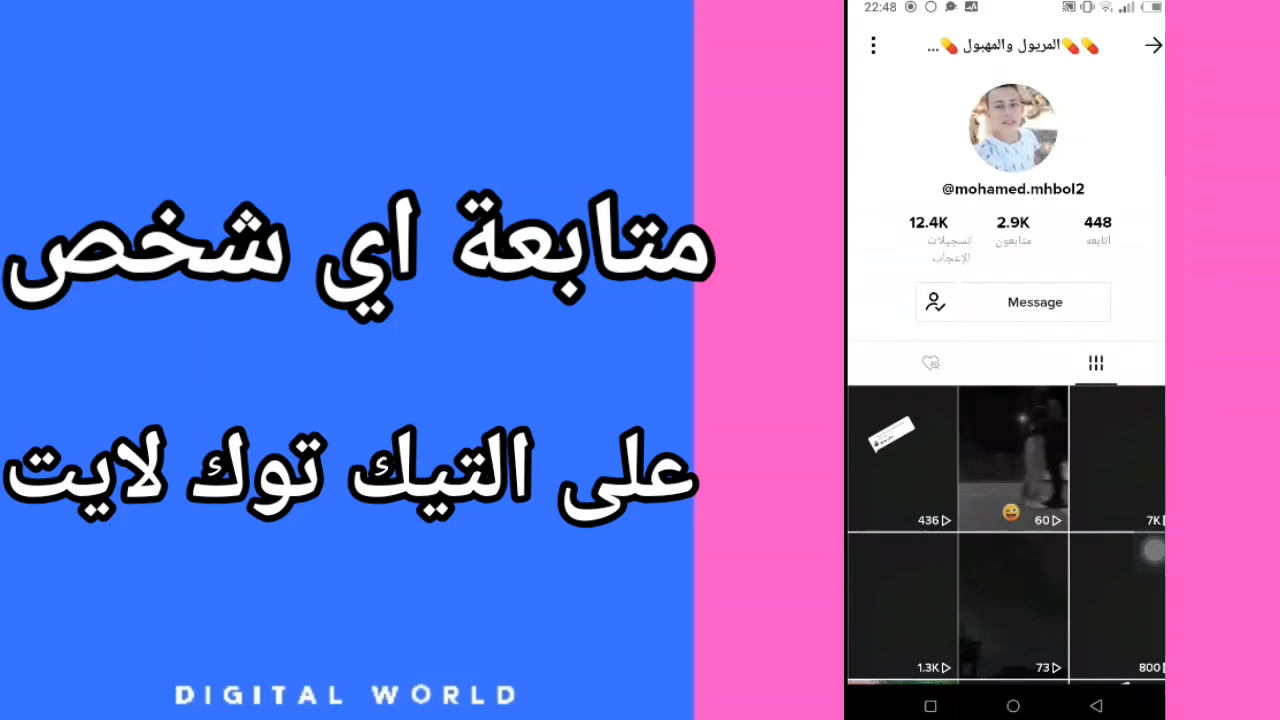 متابعة اي شخص
على التيك توك لايت
DIGITAL WORLD
22:48
المريول والمهبول ...
@mohamed.mhbol2
12.4K 2.9K 448
تسجيلات الإعجاب متابعون اتابعه
Message
436 60 7K
1.3K 73 800